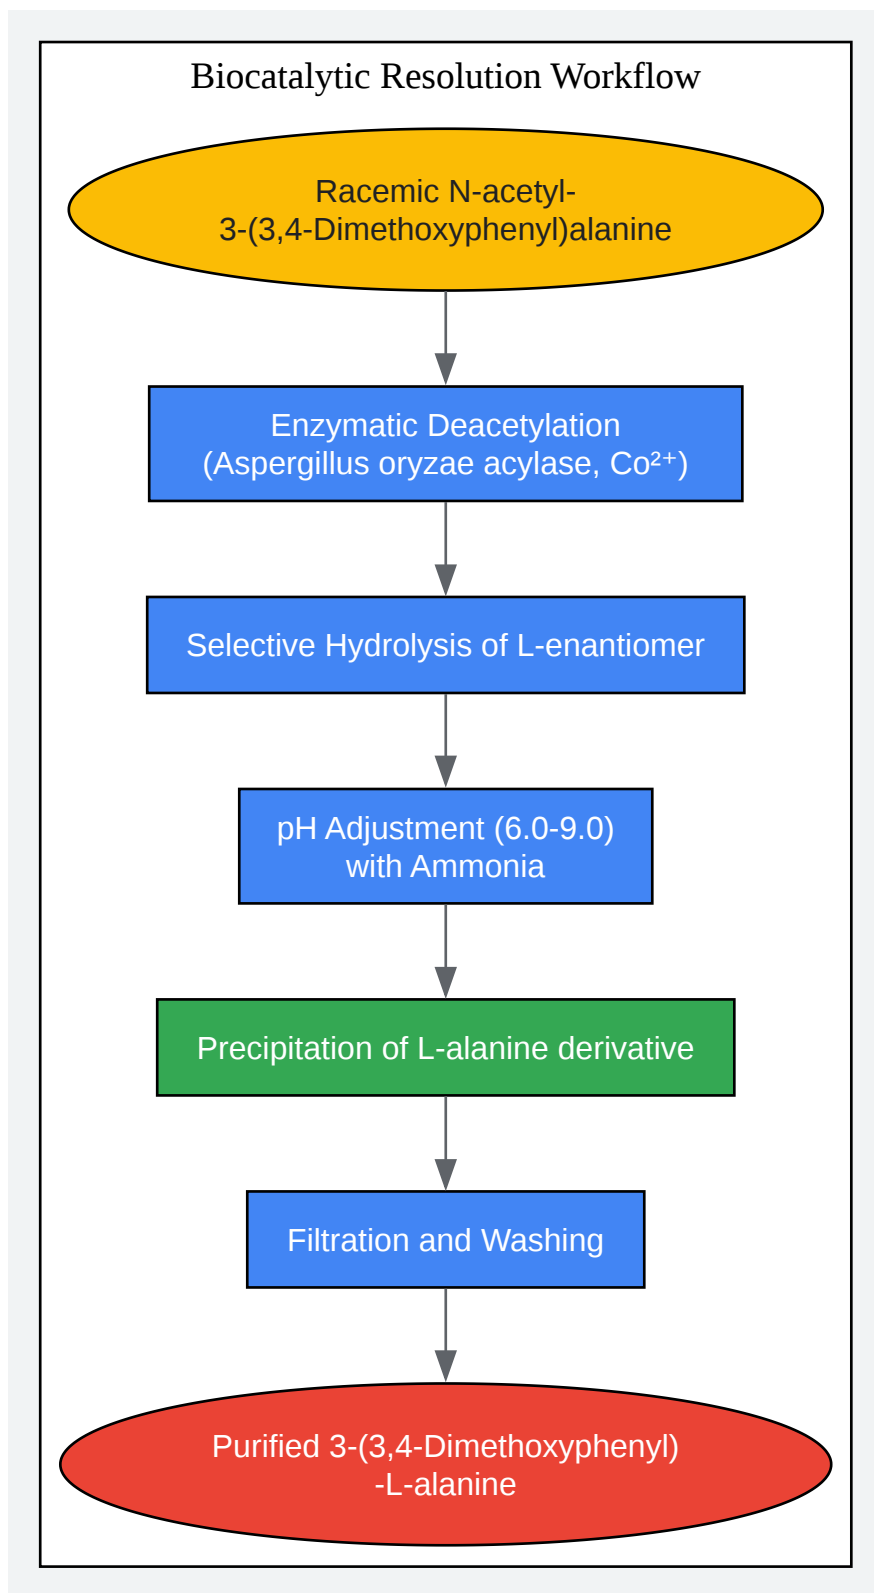 Biocatalytic Resolution Workflow
Racemic N-acetyl-
3-(3,4-Dimethoxyphenyl)alanine
Enzymatic Deacetylation
(Aspergillus oryzae acylase, Co²⁺)
Selective Hydrolysis of L-enantiomer
pH Adjustment (6.0-9.0)
with Ammonia
Precipitation of L-alanine derivative
Filtration and Washing
Purified 3-(3,4-Dimethoxyphenyl)
-L-alanine